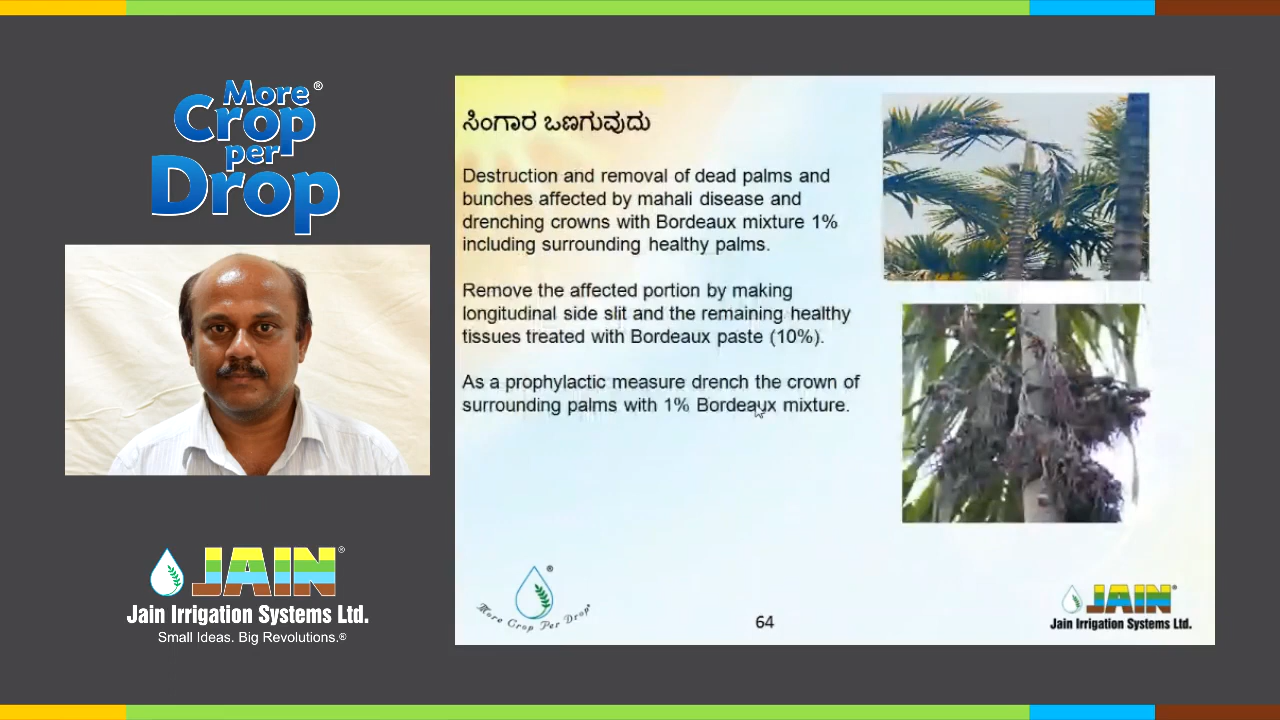 More®
Crop
per
Drop
JAIN®
Jain Irrigation Systems Ltd.
Small Ideas. Big Revolutions.®
ಸಿಂಗಾರ ಒಣಗುವುದು
Destruction and removal of dead palms and
bunches affected by mahali disease and
drenching crowns with Bordeaux mixture 1%
including surrounding healthy palms.
Remove the affected portion by making
longitudinal side slit and the remaining healthy
tissues treated with Bordeaux paste (10%).
As a prophylactic measure drench the crown of
surrounding palms with 1% Bordeaux mixture.
More Crop Per Drop®
64
JAIN®
Jain Irrigation Systems Ltd.